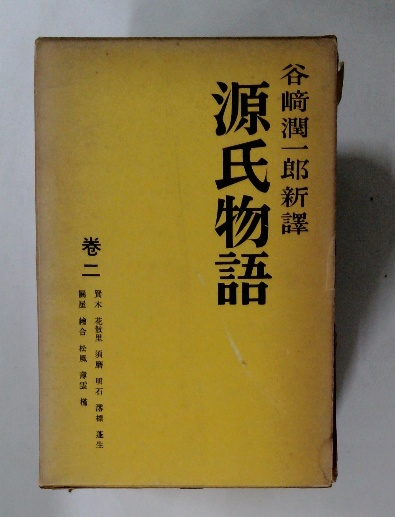 谷崎潤一郎新譯
源氏物語
巻二
賢木 花散里 須磨 明石 澪標 蓬生
關屋 繪合 松風 薄雲